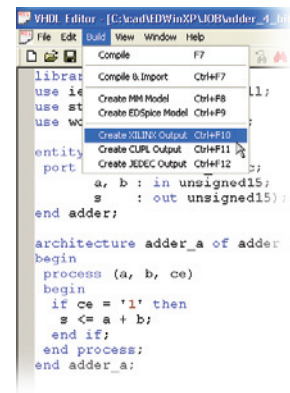 VHDL Editor - [C:\cad\EDWinXP\JOB\adder_4_bi
File Edit Build View Window Help
Compile F7
Compile & Import Ctrl+F7
Create MM Model Ctrl+F8
Create EDSpice Model Ctrl+F9
Create XILINX Output Ctrl+F10
Create CUPL Output Ctrl+F11
Create JEDEC Output Ctrl+F12
librar
use ie ll;
use st
use wo ;
entity
port c;
a, b : in unsigned15;
s : out unsigned15);
end adder;
architecture adder_a of adder
begin
process (a, b, ce)
begin
if ce = '1' then
s <= a + b;
end if;
end process;
end adder_a;